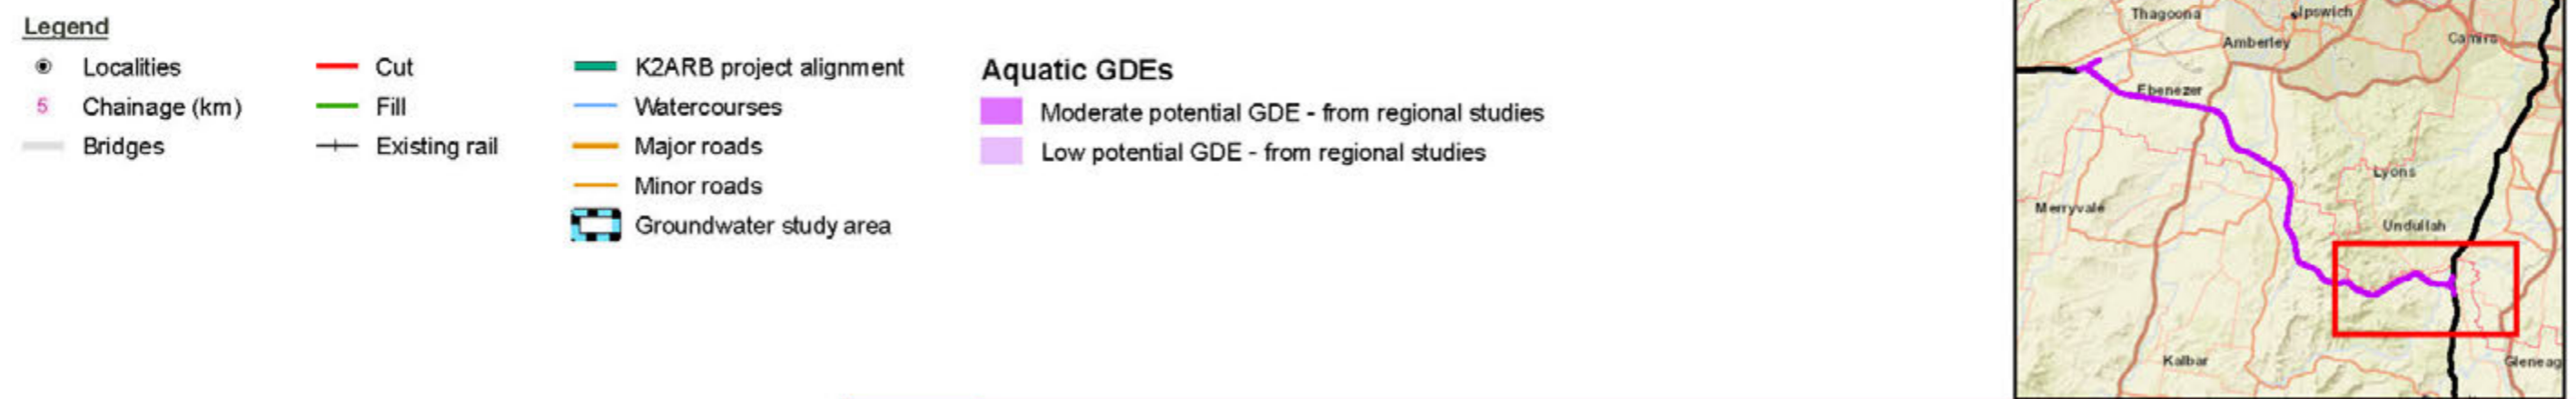 Legend
Localities
5 Chainage (km)
Bridges
Cut
Fill
Existing rail
K2ARB project alignment
Watercourses
Major roads
Minor roads
Groundwater study area
Aquatic GDEs
Moderate potential GDE - from regional studies
Low potential GDE - from regional studies
Thagoona
Ipswich
Amberley
Camira
Ebenezer
Lyons
Merryvale
Undullah
Kalbar
Gleneag